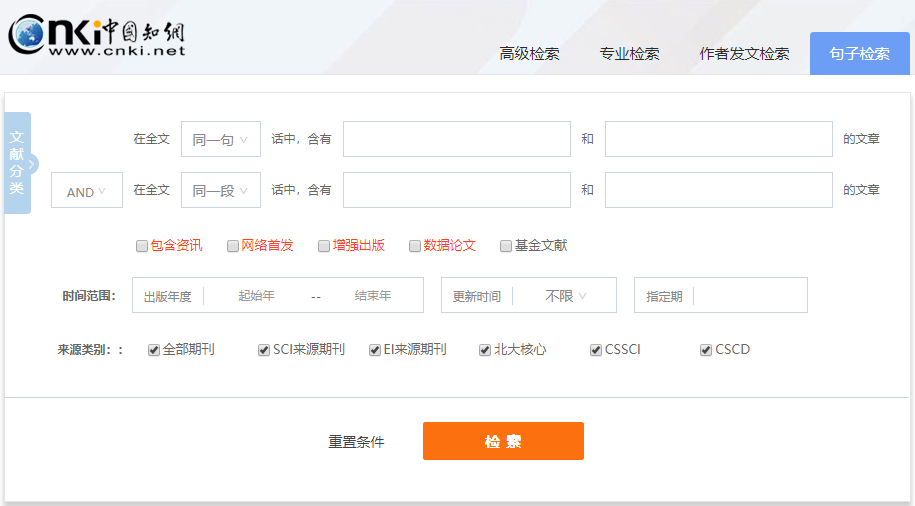 Cnki中国知網
www.cnki.net
高级检索 专业检索 作者发文检索 句子检索
文献分类
在全文 同一句 话中，含有 和 的文章
AND 在全文 同一段 话中，含有 和 的文章
包含资讯 网络首发 增强出版 数据论文 基金文献
时间范围： 出版年度 起始年 -- 结束年 更新时间 不限 指定期
来源类别：： 全部期刊 SCI来源期刊 EI来源期刊 北大核心 CSSCI CSCD
重置条件 检索